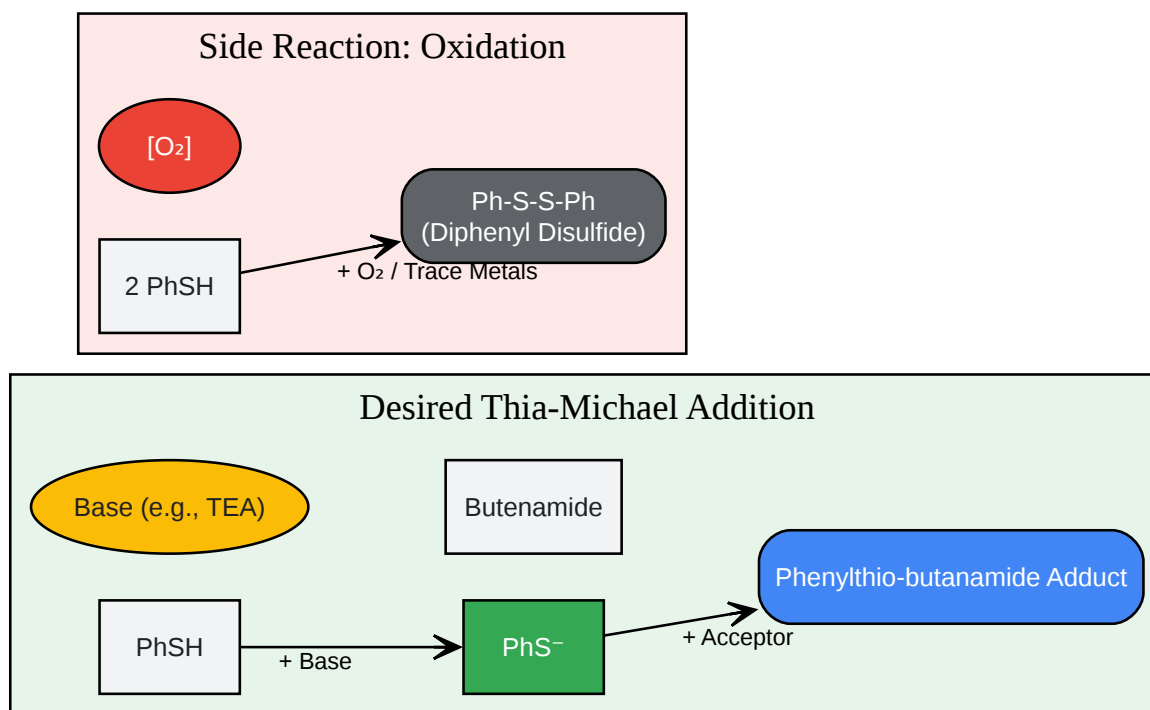 Side Reaction: Oxidation
[O₂]
Ph-S-S-Ph
(Diphenyl Disulfide)
2 PhSH
+ O₂ / Trace Metals
Desired Thia-Michael Addition
Base (e.g., TEA)
Butenamide
Phenylthio-butanamide Adduct
PhSH
+ Base
PhS⁻
+ Acceptor